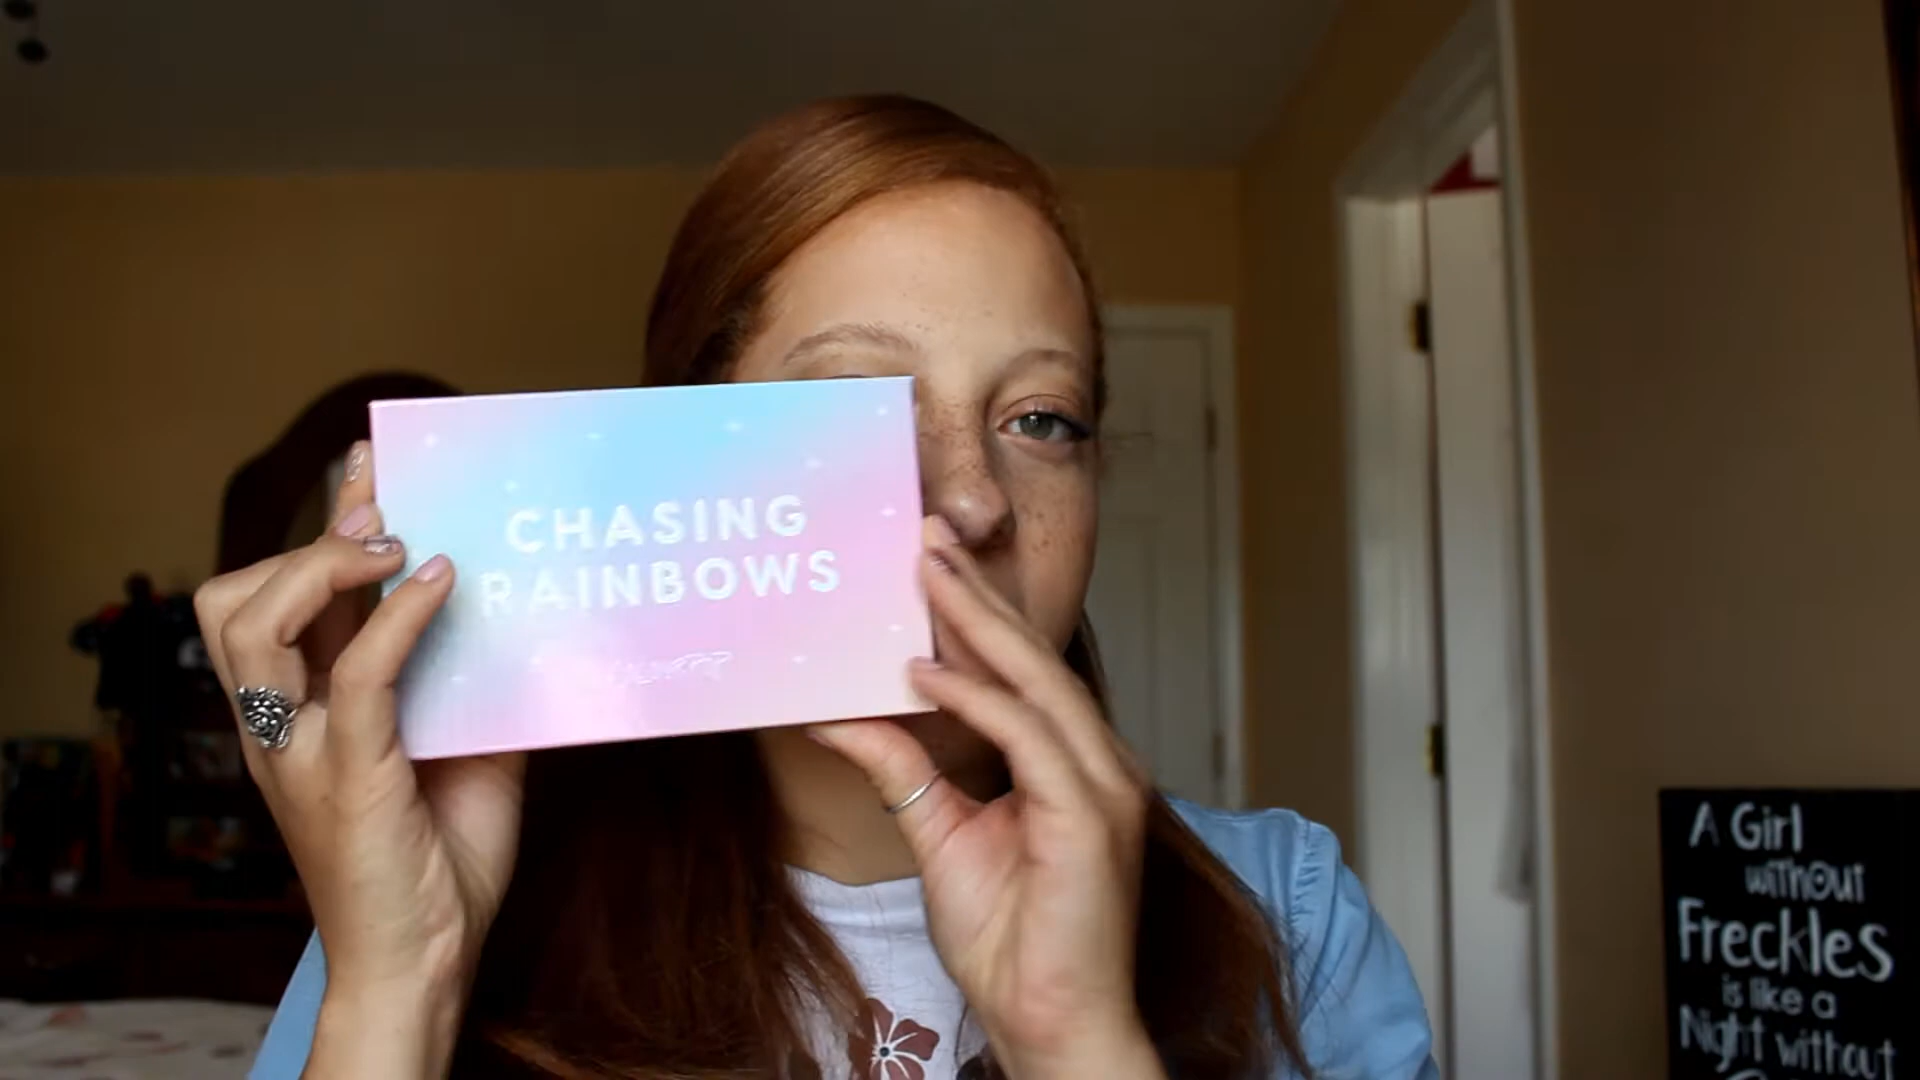 CHASING
RAINBOWS
A Girl
without
Freckles
is like a
Night without